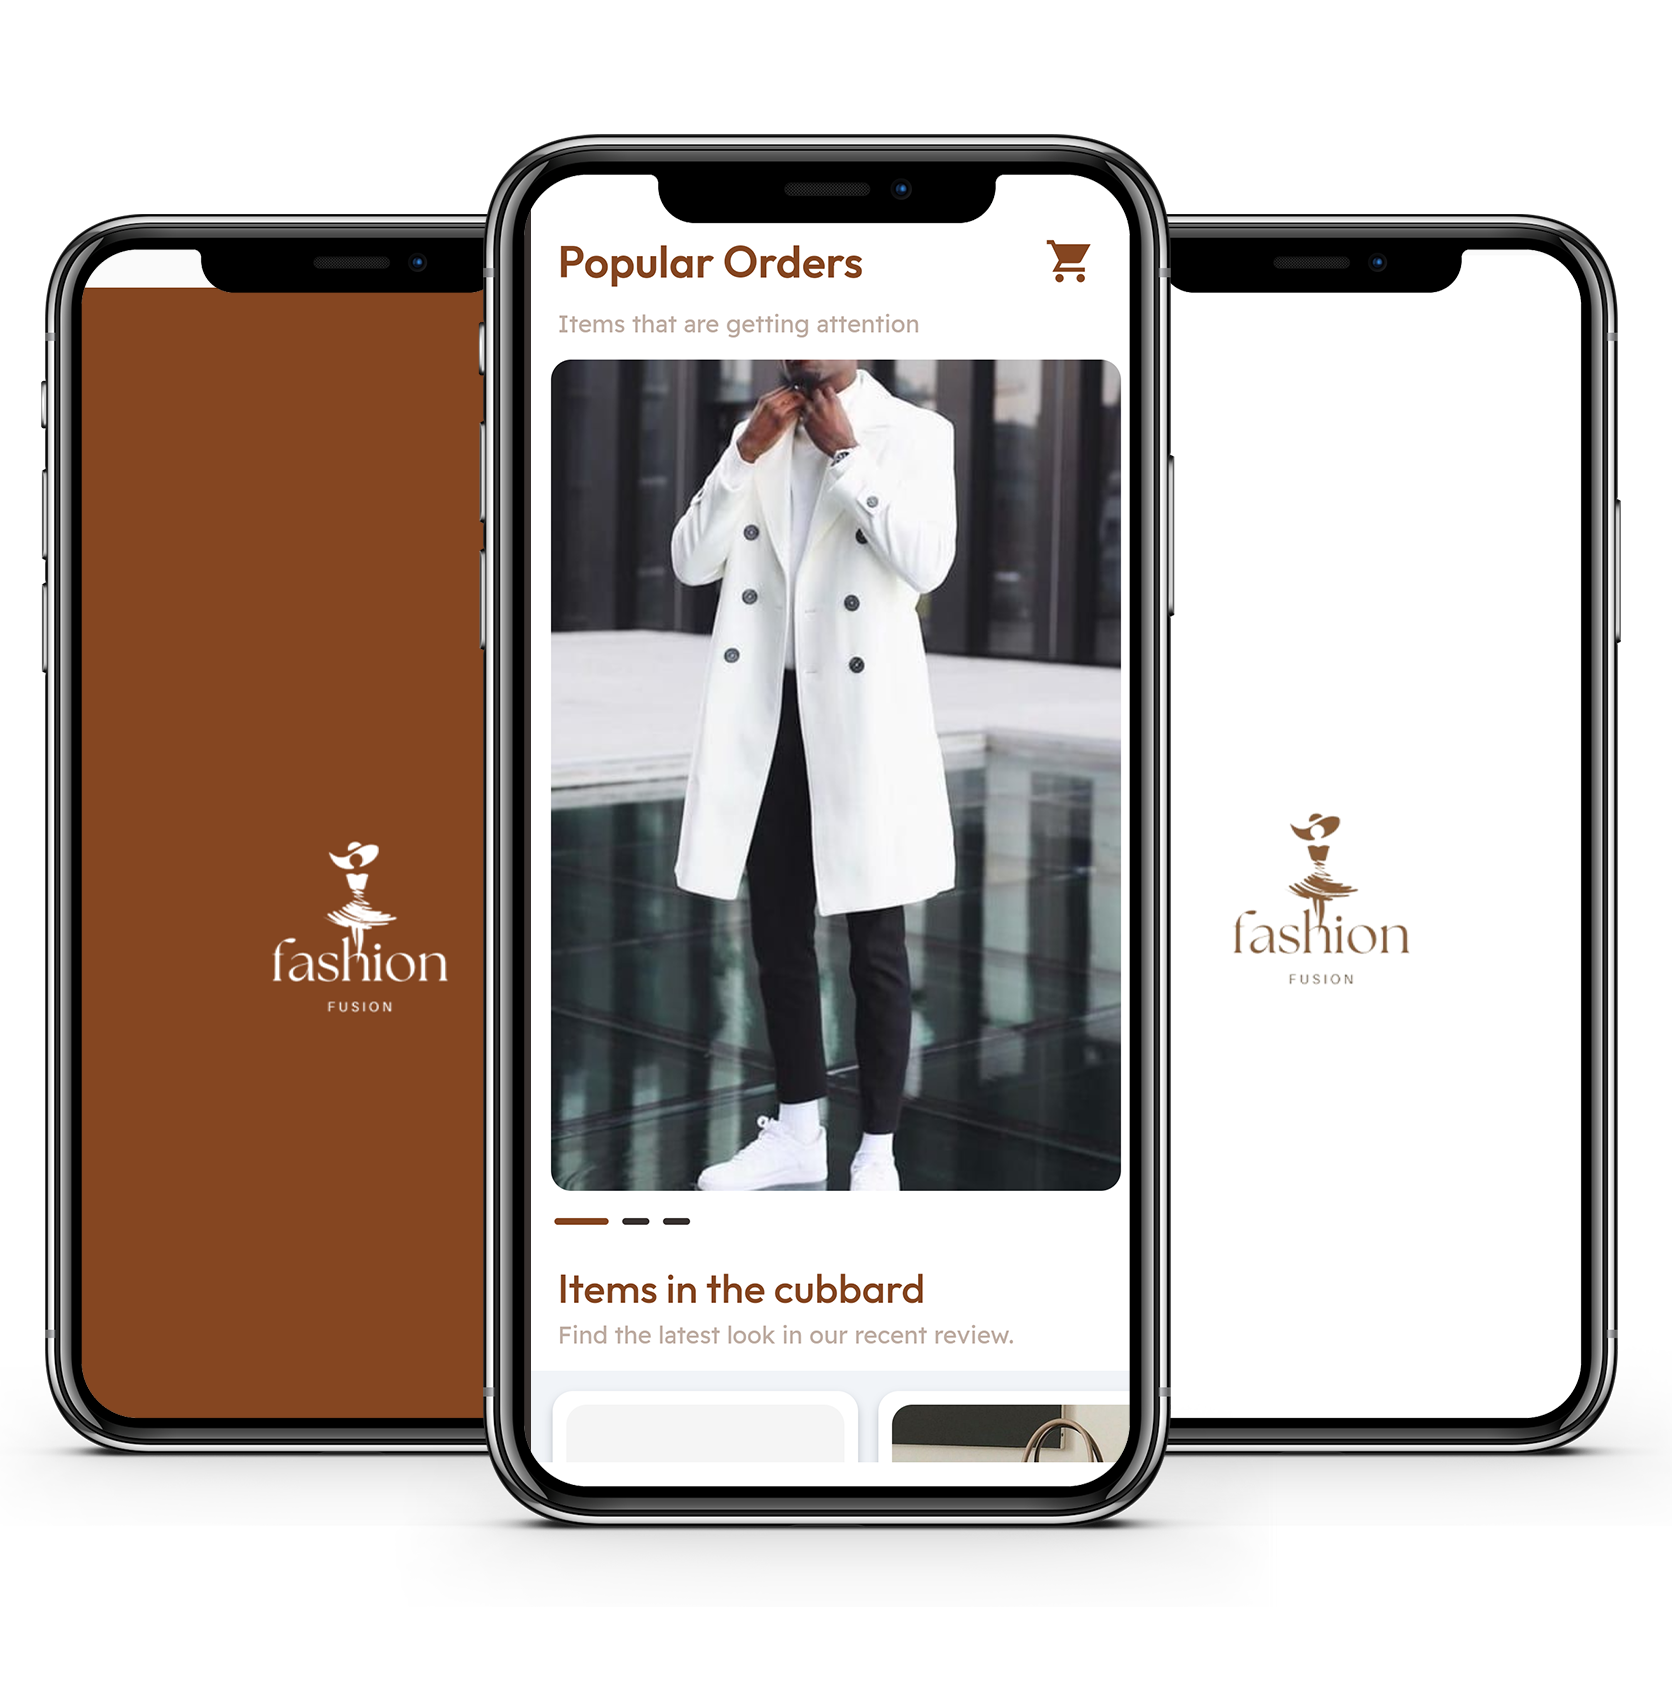 Popular Orders
Items that are getting attention
Items in the cubbard
Find the latest look in our recent review.
fashion
FUSION
fashion
FUSION